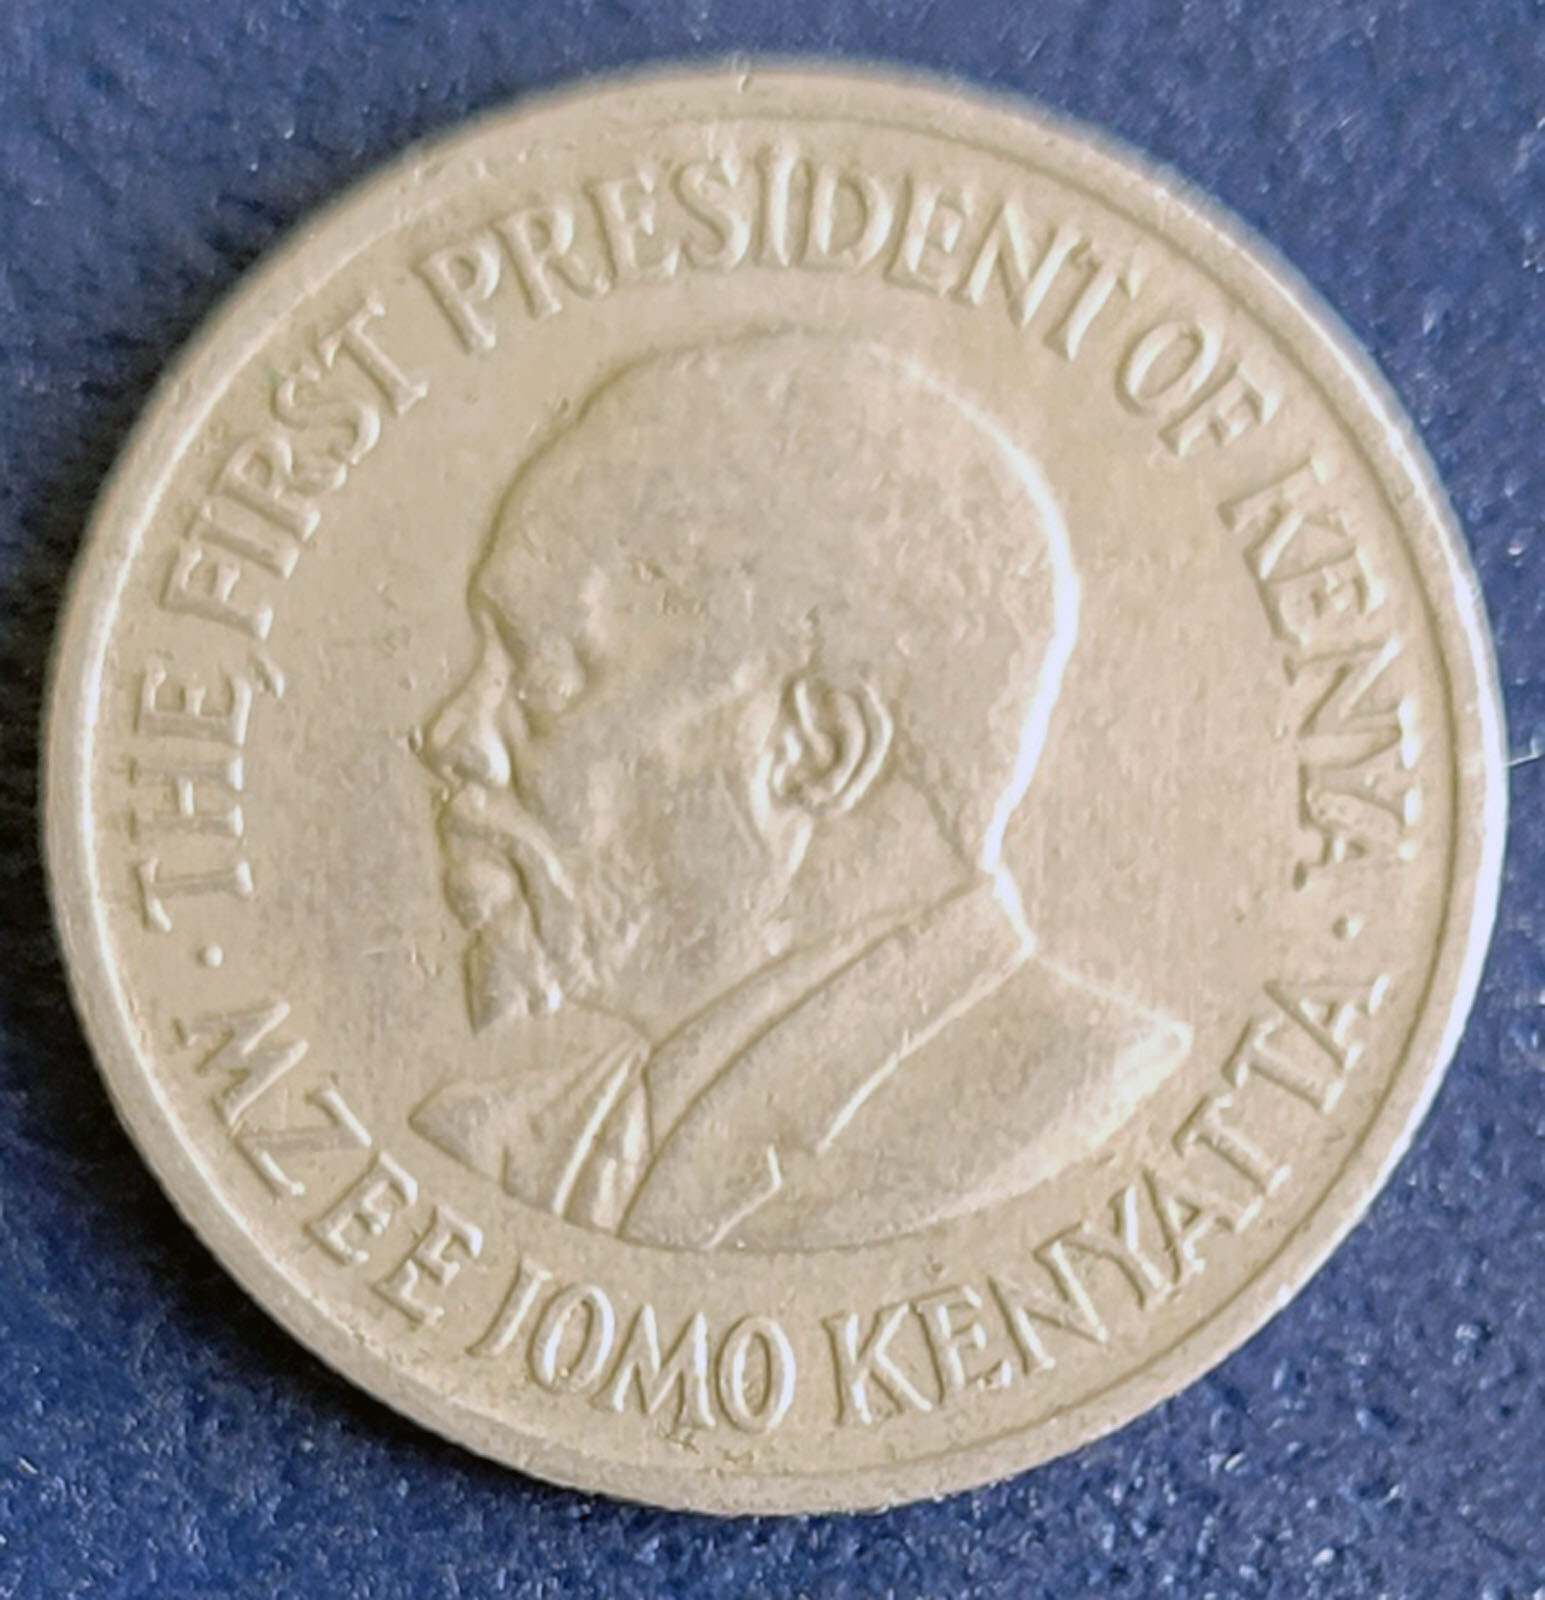 · THE FIRST PRESIDENT OF KENYA ·
MZEE JOMO KENYATTA